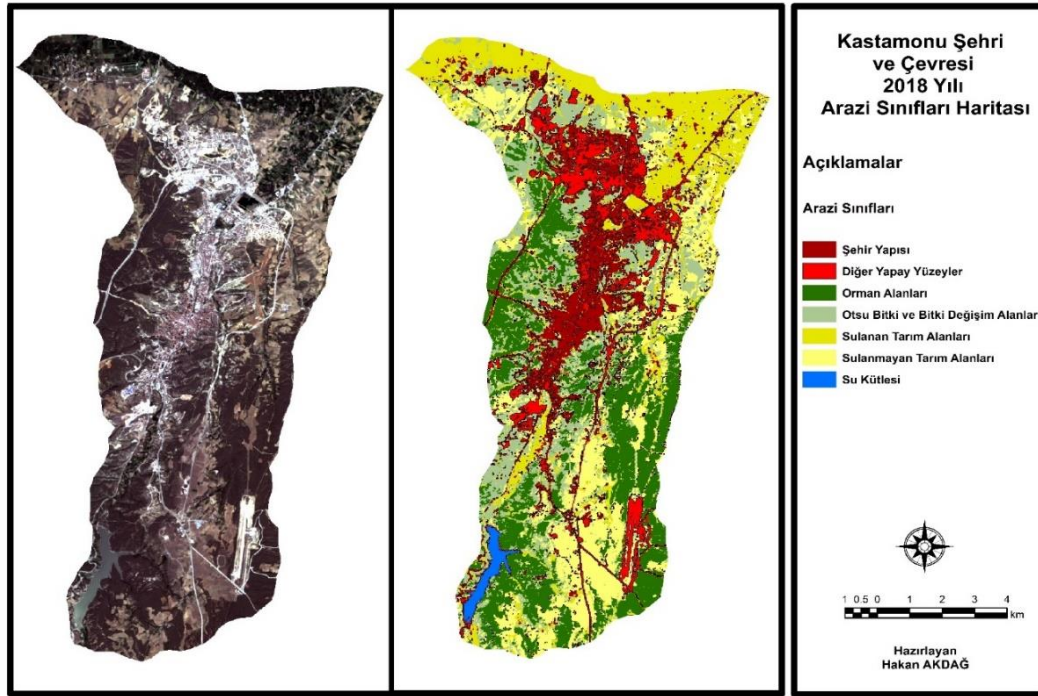 Kastamonu Şehri
ve Çevresi
2018 Yılı
Arazi Sınıfları Haritası
Açıklamalar
Arazi Sınıfları
Şehir Yapısı
Diğer Yapay Yüzeyler
Orman Alanları
Otsu Bitki ve Bitki Değişim Alanlar
Sulanan Tarım Alanları
Sulanmayan Tarım Alanları
Su Kütlesi
1 0.5 0 1 2 3 4
km
Hazırlayan
Hakan AKDAĞ